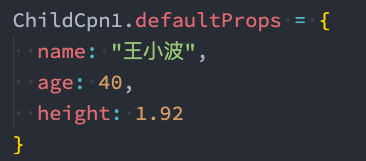 ChildCpn1.defaultProps = {
  name: "王小波",
  age: 40,
  height: 1.92
}